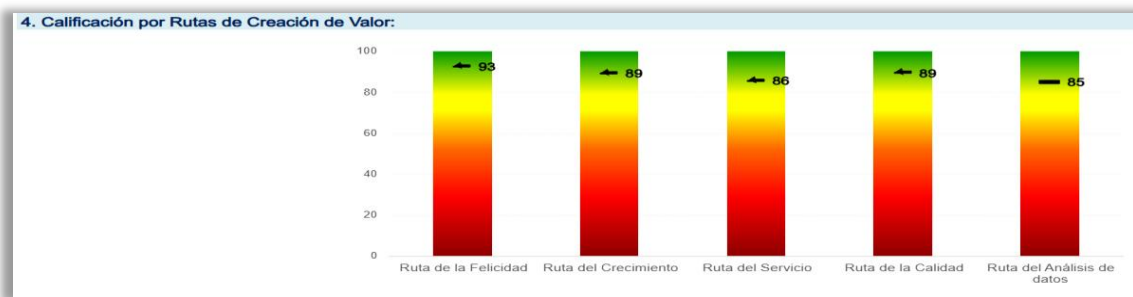 4. Calificación por Rutas de Creación de Valor:
100
80
60
40
20
0
93
89
86
89
85
Ruta de la Felicidad
Ruta del Crecimiento
Ruta del Servicio
Ruta de la Calidad
Ruta del Análisis de
datos